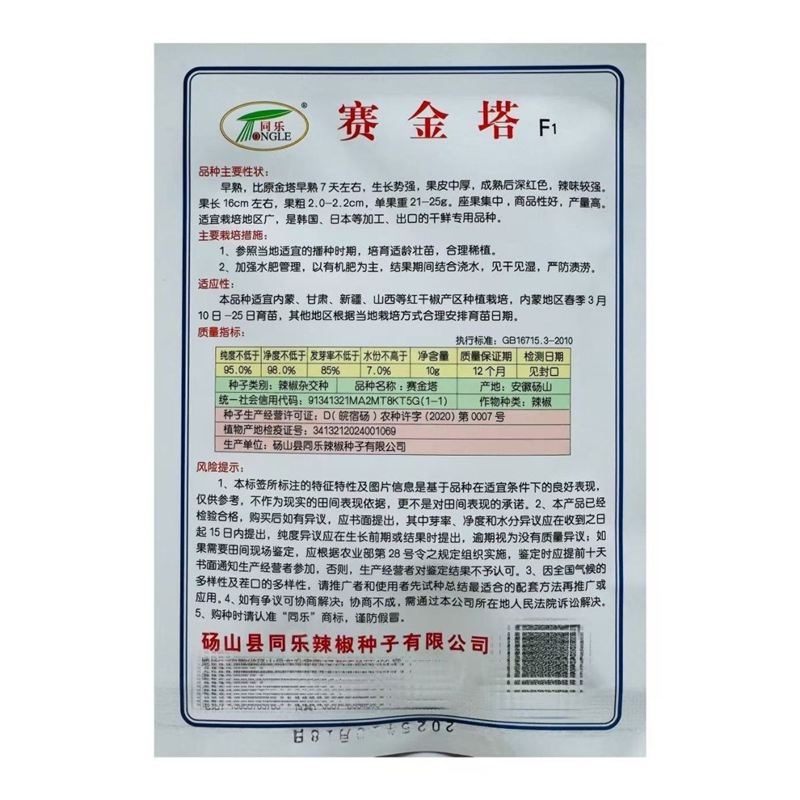 同乐
TONGLE
®
赛金塔 F1
品种主要性状:
早熟,比原金塔早熟7天左右,生长势强,果皮中厚,成熟后深红色,辣味较强。
果长16cm左右,果粗2.0-2.2cm,单果重21-25g。座果集中,商品性好,产量高。
适宜栽培地区广,是韩国、日本等加工、出口的干鲜专用品种。
主要栽培措施:
1、参照当地适宜的播种时期,培育适龄壮苗,合理稀植。
2、加强水肥管理,以有机肥为主,结果期间结合浇水,见干见湿,严防渍涝。
适应性:
本品种适宜内蒙、甘肃、新疆、山西等红干椒产区种植栽培,内蒙地区春季3月
10日-25日育苗,其他地区根据当地栽培方式合理安排育苗日期。
质量指标:
执行标准:GB16715.3-2010
纯度不低于 净度不低于 发芽率不低于 水份不高于 净含量 质量保证期 检测日期
95.0% 98.0% 85% 7.0% 10g 12个月 见封口
种子类别:辣椒杂交种 品种名称:赛金塔 产地:安徽砀山
统一社会信用代码:91341321MA2MT8KT5G(1-1) 作物种类:辣椒
种子生产经营许可证:D(皖宿砀)农种许字(2020)第0007号
植物产地检疫证号:3413212024001069
生产单位:砀山县同乐辣椒种子有限公司
风险提示:
1、本标签所标注的特征特性及图片信息是基于品种在适宜条件下的良好表现,
仅供参考,不作为现实的田间表现依据,更不是对田间表现的承诺。2、本产品已经
检验合格,购买后如有异议,应书面提出,其中芽率、净度和水分异议应在收到之日
起15日内提出,纯度异议应在生长前期或结果时提出,逾期视为没有质量异议;如
果需要田间现场鉴定,应根据农业部第28号令之规定组织实施,鉴定时应提前十天
书面通知生产经营者参加,否则,生产经营者对鉴定结果不予认可。3、因全国气候的
多样性及茬口的多样性,请推广者和使用者先试种总结最适合的配套方法再推广或
应用。4、如有争议可协商解决;协商不成,需通过本公司所在地人民法院诉讼解决。
5、购种时请认准“同乐”商标,谨防假冒。
砀山县同乐辣椒种子有限公司